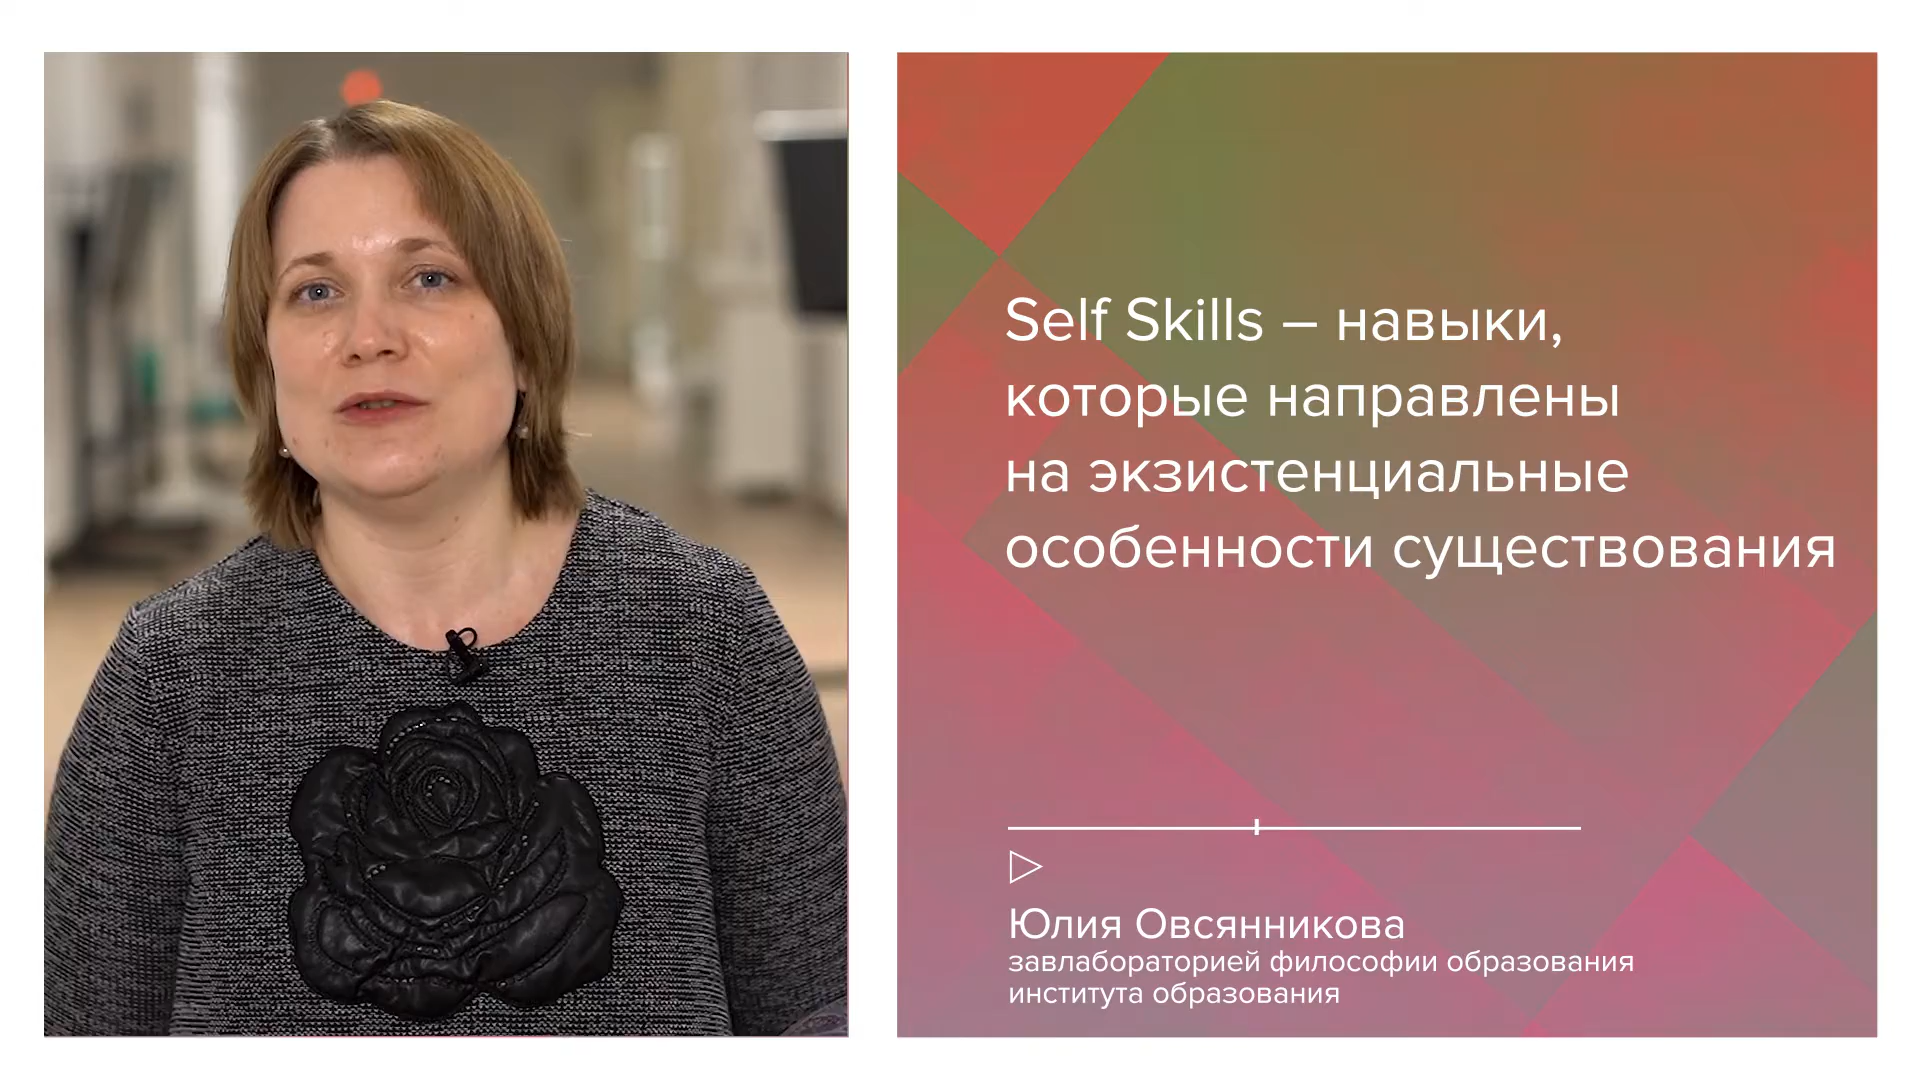 Self Skills – навыки,
которые направлены
на экзистенциальные
особенности существования
Юлия Овсянникова
завлабораторией философии образования
института образования